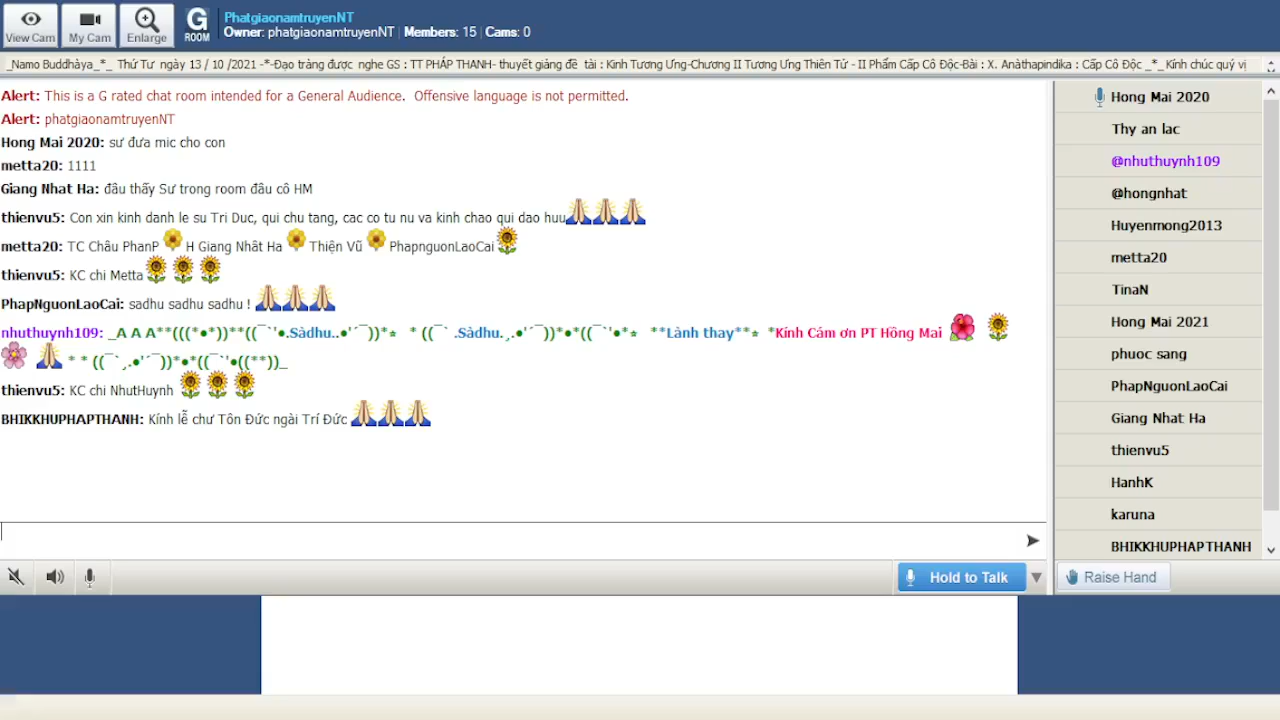 View Cam
My Cam
Enlarge
G
ROOM
PhatgiaonamtruyenNT
Owner: phatgiaonamtruyenNT | Members: 15 | Cams: 0
_Namo Buddhàya_*_ Thứ Tư ngày 13 / 10 /2021 -*-Đạo tràng được nghe GS : TT PHÁP THANH- thuyết giảng đề tài : Kinh Tương Ưng-Chương II Tương Ưng Thiên Tử - II Phẩm Cấp Cô Độc-Bài : X. Anàthapindika : Cấp Cô Độc _*_Kính chúc quý vị
Alert: This is a G rated chat room intended for a General Audience. Offensive language is not permitted.
Alert: phatgiaonamtruyenNT
Hong Mai 2020: sư đưa mic cho con
metta20: 1111
Giang Nhat Ha: đâu thấy Sư trong room đâu cô HM
thienvu5: Con xin kinh danh le su Tri Duc, qui chu tang, cac co tu nu va kinh chao qui dao huu
metta20: TC Châu PhanP H Giang Nhât Ha Thiện Vũ PhapnguonLaoCai
thienvu5: KC chi Metta
PhapNguonLaoCai: sadhu sadhu sadhu !
nhuthuynh109: _A A A**(((*•*))**((¯`'•.Sàdhu..•'´¯))*⭒ * ((¯` .Sàdhu.¸.•'´¯))*•*((¯`'•*⭒ **Lành thay**⭒ *Kính Cám ơn PT Hồng Mai
* * ((¯`¸.•'´¯))*•*((¯`'•((**))_
thienvu5: KC chi NhutHuynh
BHIKKHUPHAPTHANH: Kính lễ chư Tôn Đức ngài Trí Đức
Hold to Talk
Hong Mai 2020
Thy an lac
@nhuthuynh109
@hongnhat
Huyenmong2013
metta20
TinaN
Hong Mai 2021
phuoc sang
PhapNguonLaoCai
Giang Nhat Ha
thienvu5
HanhK
karuna
BHIKKHUPHAPTHANH
Raise Hand